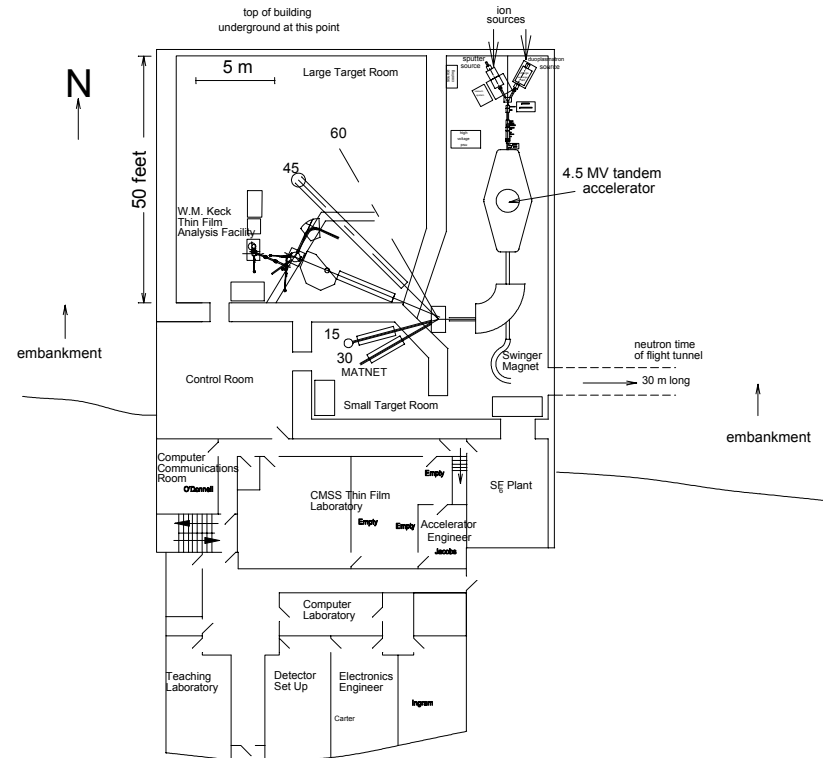 top of building
underground at this point
ion
sources
sputter
source
duoplasmatron
source
N
5 m
Large Target Room
60
45
50 feet
high
voltage
4.5 MV tandem
accelerator
W.M. Keck
Thin Film
Analysis Facility
embankment
15
30
MATNET
Control Room
Small Target Room
Swinger
Magnet
neutron time
of flight tunnel
30 m long
embankment
Computer
Communications
Room
O'Donnell
CMSS Thin Film
Laboratory
Empty
Empty
Empty
SF6 Plant
Accelerator
Engineer
Jacobs
Computer
Laboratory
Teaching
Laboratory
Detector
Set Up
Electronics
Engineer
Carter
Ingram